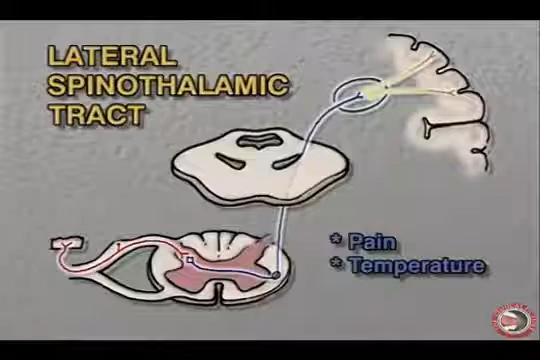 LATERAL
SPINOTHALAMIC
TRACT
* Pain
* Temperature